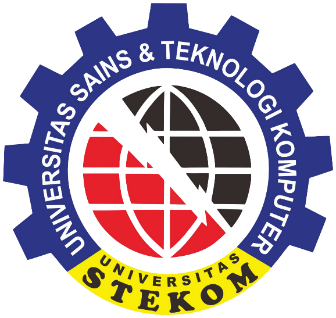 UNIVERSITAS SAINS & TEKNOLOGI KOMPUTER
UNIVERSITAS
STEKOM